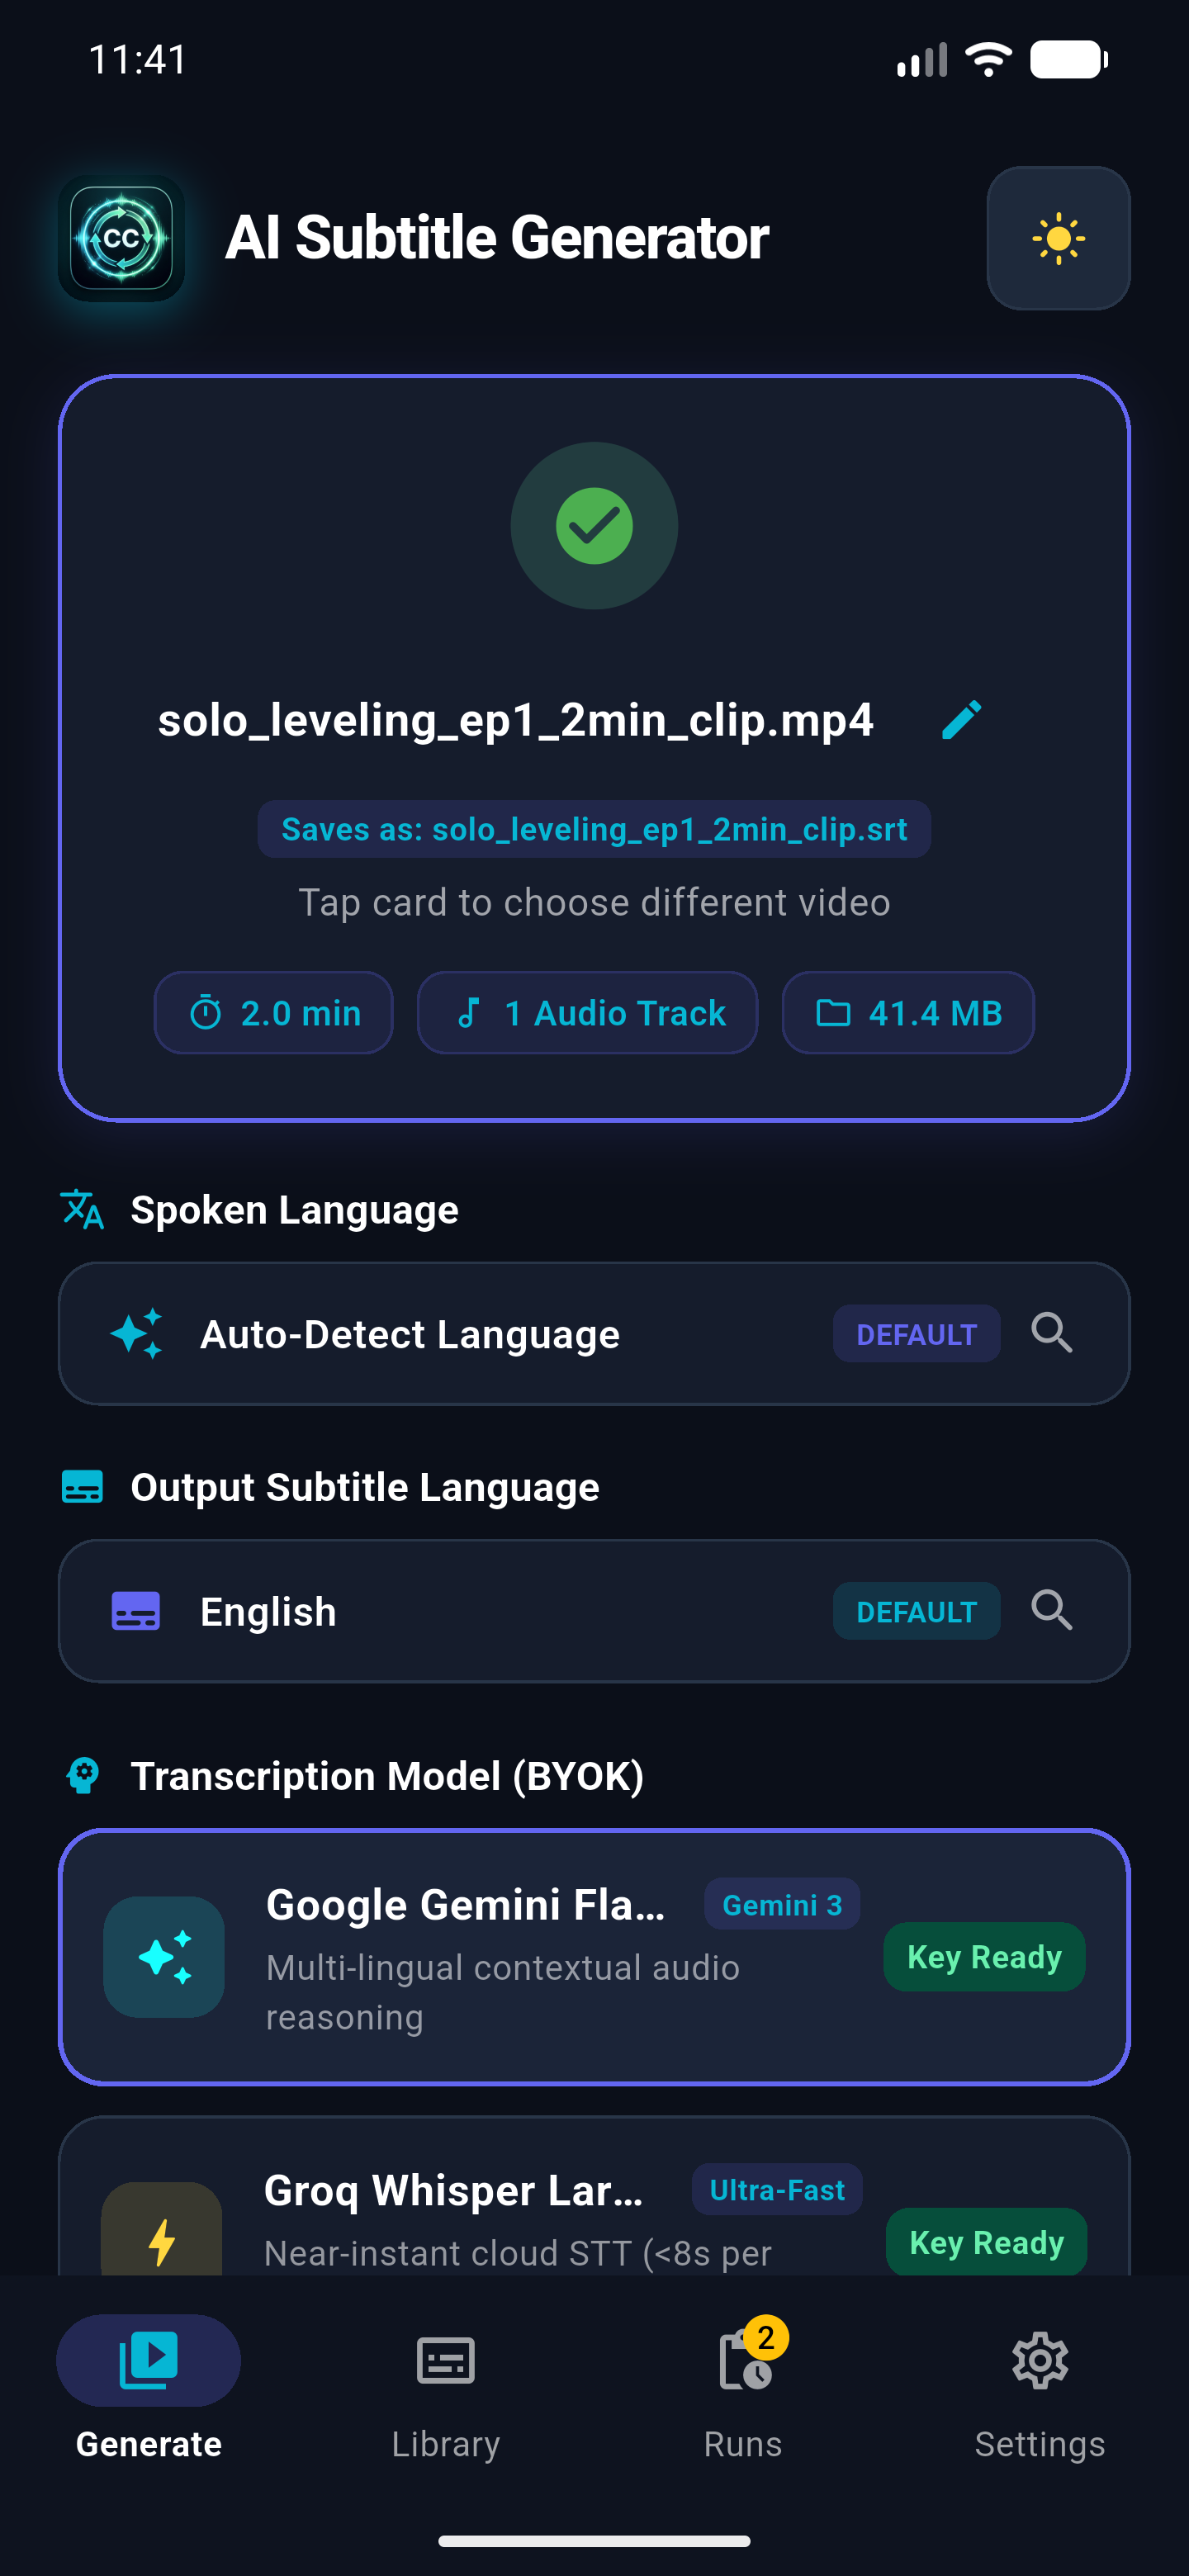 11:41
CC
AI Subtitle Generator
solo_leveling_ep1_2min_clip.mp4
Saves as: solo_leveling_ep1_2min_clip.srt
Tap card to choose different video
2.0 min
1 Audio Track
41.4 MB
Spoken Language
Auto-Detect Language
DEFAULT
Output Subtitle Language
English
DEFAULT
Transcription Model (BYOK)
Google Gemini Fla...
Gemini 3
Multi-lingual contextual audio
reasoning
Key Ready
Groq Whisper Lar...
Ultra-Fast
Near-instant cloud STT (<8s per
Key Ready
2
Generate
Library
Runs
Settings